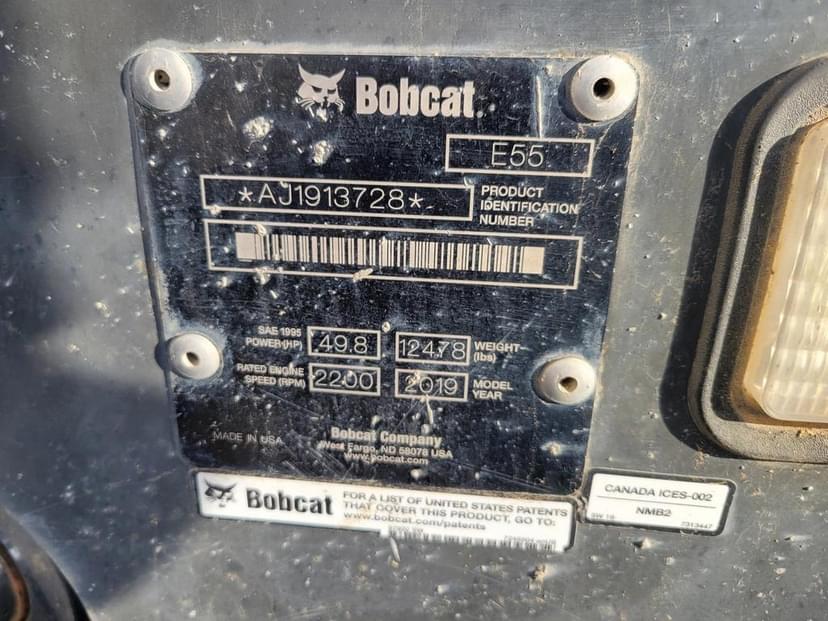 Bobcat
E55
*AJ1913728*
PRODUCT
IDENTIFICATION
NUMBER
SAE 1995
POWER (HP)
49.8
12478
WEIGHT
(lbs)
RATED ENGINE
SPEED (RPM)
2200
2019
MODEL
YEAR
MADE IN USA
Bobcat Company
West Fargo, ND 58078 USA
www.bobcat.com
Bobcat
FOR A LIST OF UNITED STATES PATENTS
THAT COVER THIS PRODUCT, GO TO:
www.bobcat.com/patents
CANADA ICES-002
NMB2
7313447